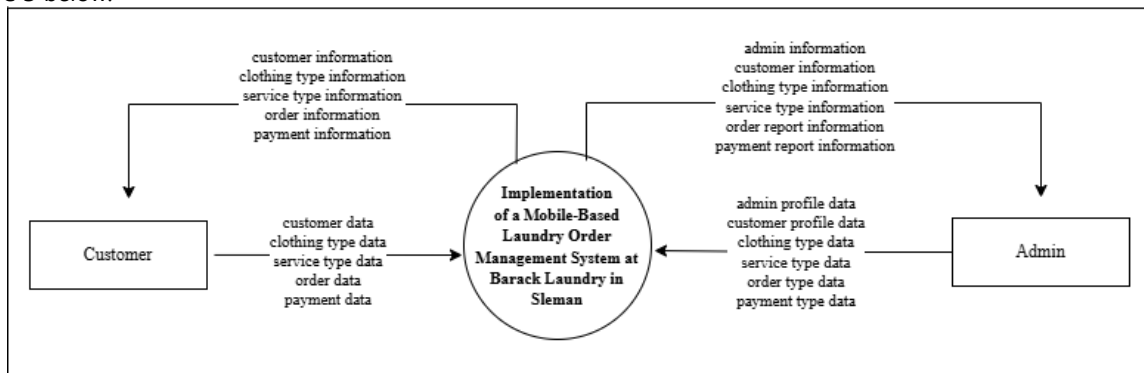 customer information
clothing type information
service type information
order information
payment information
admin information
customer information
clothing type information
service type information
order report information
payment report information
Customer
customer data
clothing type data
service type data
order data
payment data
Implementation
of a Mobile-Based
Laundry Order
Management System at
Barack Laundry in
Sleman
admin profile data
customer profile data
clothing type data
service type data
order type data
payment type data
Admin